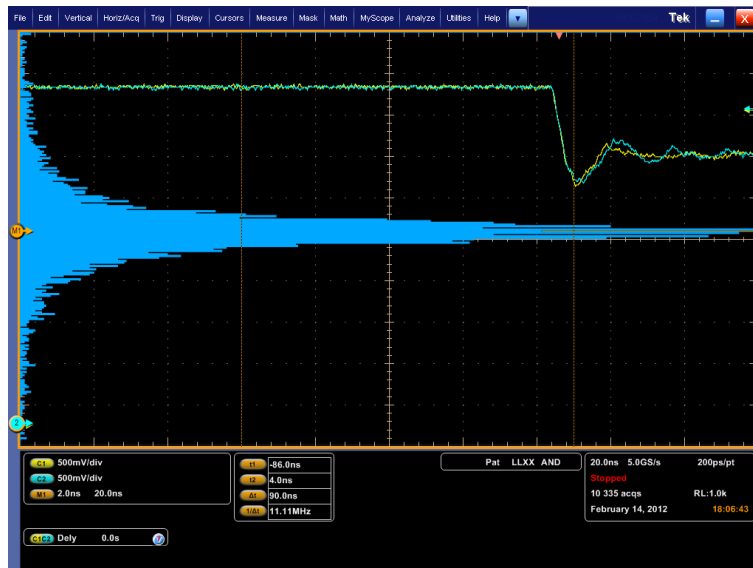 File Edit Vertical Horiz/Acq Trig Display Cursors Measure Mask Math MyScope Analyze Utilities Help Tek X
M1
2
C1 500mV/div
C2 500mV/div
M1 2.0ns 20.0ns
t1 -86.0ns
t2 4.0ns
Δt 90.0ns
1/Δt 11.11MHz
Pat LLXX AND
20.0ns 5.0GS/s 200ps/pt
Stopped
10 335 acqs RL:1.0k
February 14, 2012 18:06:43
C1C2 Dely 0.0s